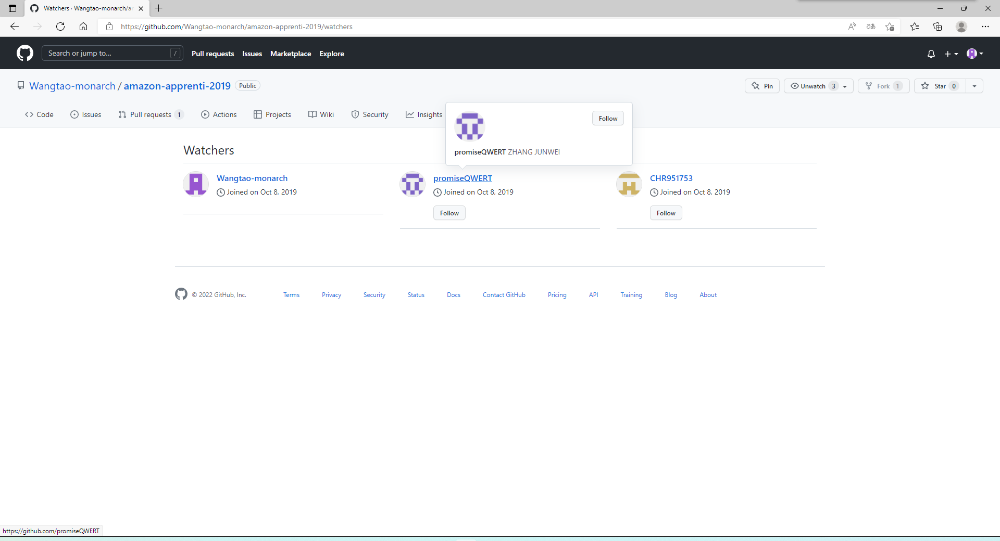 Watchers · Wangtao-monarch/a
https://github.com/Wangtao-monarch/amazon-apprenti-2019/watchers
Search or jump to... / Pull requests Issues Marketplace Explore
Wangtao-monarch / amazon-apprenti-2019 Public Pin Unwatch 3 Fork 1 Star 0
Code Issues Pull requests 1 Actions Projects Wiki Security Insights
Follow
promiseQWERT ZHANG JUNWEI
Watchers
Wangtao-monarch
Joined on Oct 8, 2019
promiseQWERT
Joined on Oct 8, 2019
Follow
CHR951753
Joined on Oct 8, 2019
Follow
© 2022 GitHub, Inc. Terms Privacy Security Status Docs Contact GitHub Pricing API Training Blog About
https://github.com/promiseQWERT